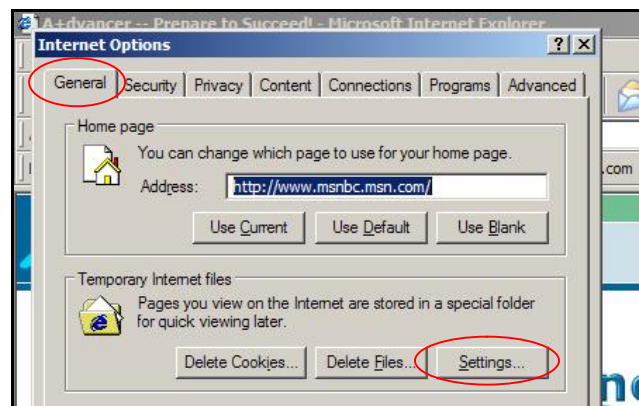 A+dvancer -- Prepare to Succeed! - Microsoft Internet Explorer
Internet Options
General Security Privacy Content Connections Programs Advanced
Home page
You can change which page to use for your home page.
Address: http://www.msnbc.msn.com/
.com
Use Current Use Default Use Blank
Temporary Internet files
Pages you view on the Internet are stored in a special folder
for quick viewing later.
Delete Cookies... Delete Files... Settings...